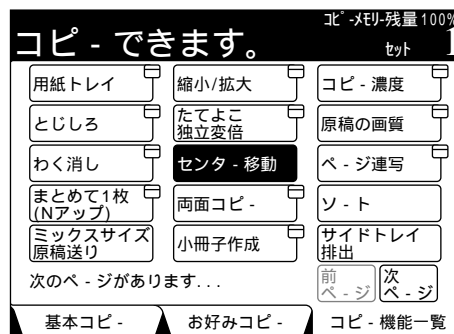 コピ-ﾒﾓﾘ-残量100%
コピ-できます。
セット 1
用紙トレイ 縮小/拡大 コピ-濃度
とじしろ たてよこ 原稿の画質
独立変倍
わく消し センタ-移動 ペ-ジ連写
まとめて1枚 両面コピ- ソ-ト
(Nアップ)
ミックスサイズ 小冊子作成 サイドトレイ
原稿送り 排出
次のペ-ジがあります... 前 次
ペ-ジ ペ-ジ
基本コピ- お好みコピ- コピ-機能一覧